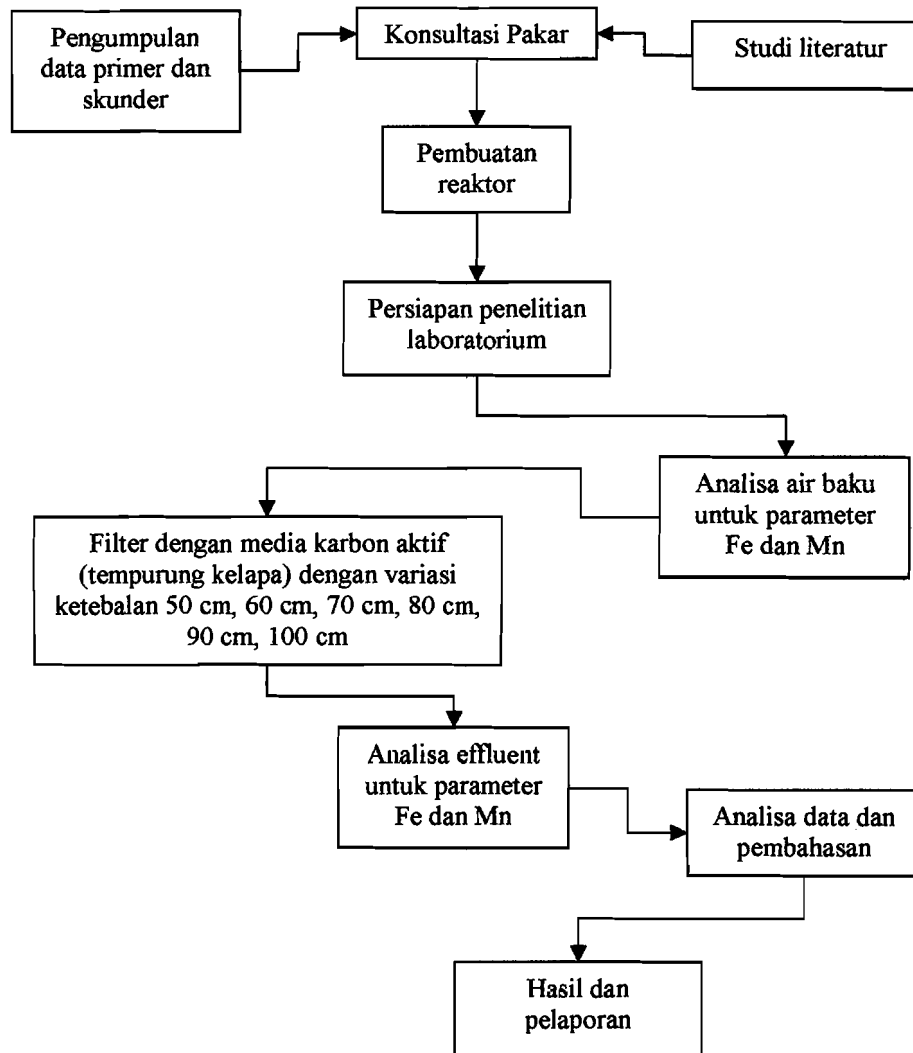 Pengumpulan
data primer dan
skunder
Konsultasi Pakar
Studi literatur
Pembuatan
reaktor
Persiapan penelitian
laboratorium
Analisa air baku
untuk parameter
Fe dan Mn
Filter dengan media karbon aktif
(tempurung kelapa) dengan variasi
ketebalan 50 cm, 60 cm, 70 cm, 80 cm,
90 cm, 100 cm
Analisa effluent
untuk parameter
Fe dan Mn
Analisa data dan
pembahasan
Hasil dan
pelaporan